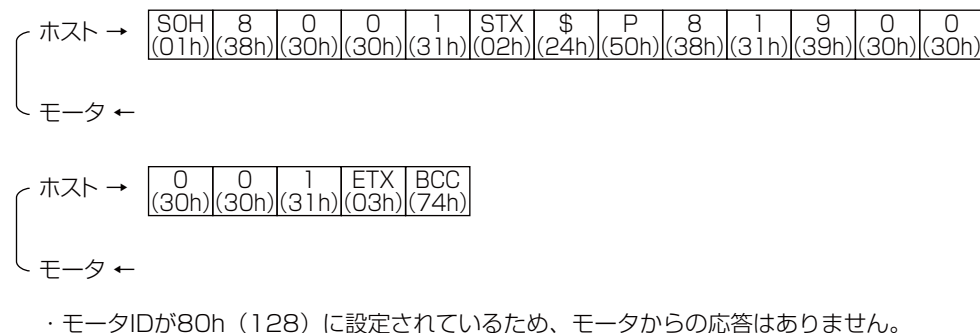 ホスト → SOH 8 0 0 1 STX $ P 8 1 9 0 0
(01h) (38h) (30h) (30h) (31h) (02h) (24h) (50h) (38h) (31h) (39h) (30h) (30h)
モータ ←
ホスト → 0 0 1 ETX BCC
(30h) (30h) (31h) (03h) (74h)
モータ ←
・モータIDが80h（128）に設定されているため、モータからの応答はありません。